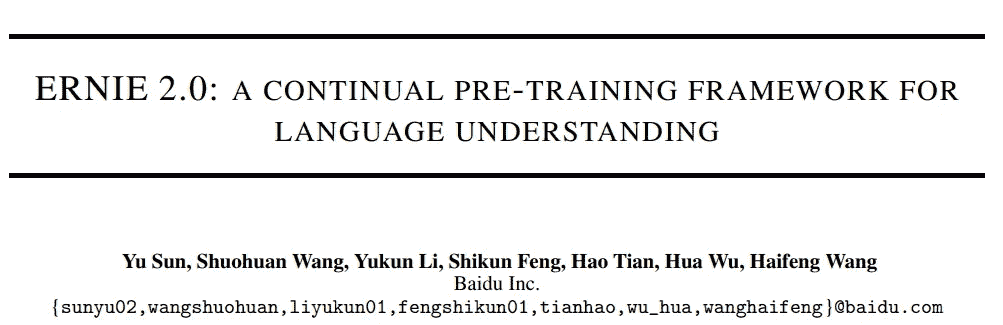 ERNIE 2.0: A CONTINUAL PRE-TRAINING FRAMEWORK FOR
LANGUAGE UNDERSTANDING
Yu Sun, Shuohuan Wang, Yukun Li, Shikun Feng, Hao Tian, Hua Wu, Haifeng Wang
Baidu Inc.
{sunyu02,wangshuohuan,liyukun01,fengshikun01,tianhao,wu_hua,wanghaifeng}@baidu.com